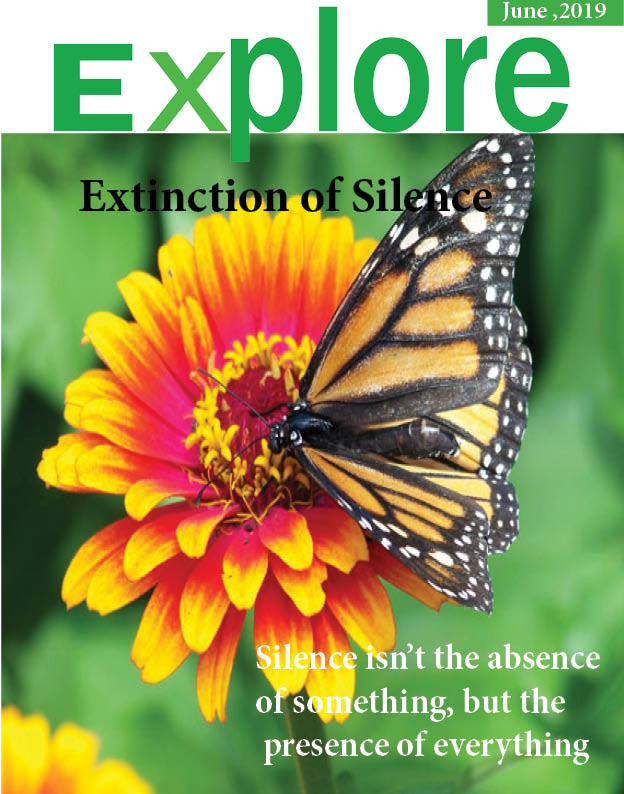 June ,2019
Explore
Extinction of Silence
Silence isn’t the absence
of something, but the
presence of everything